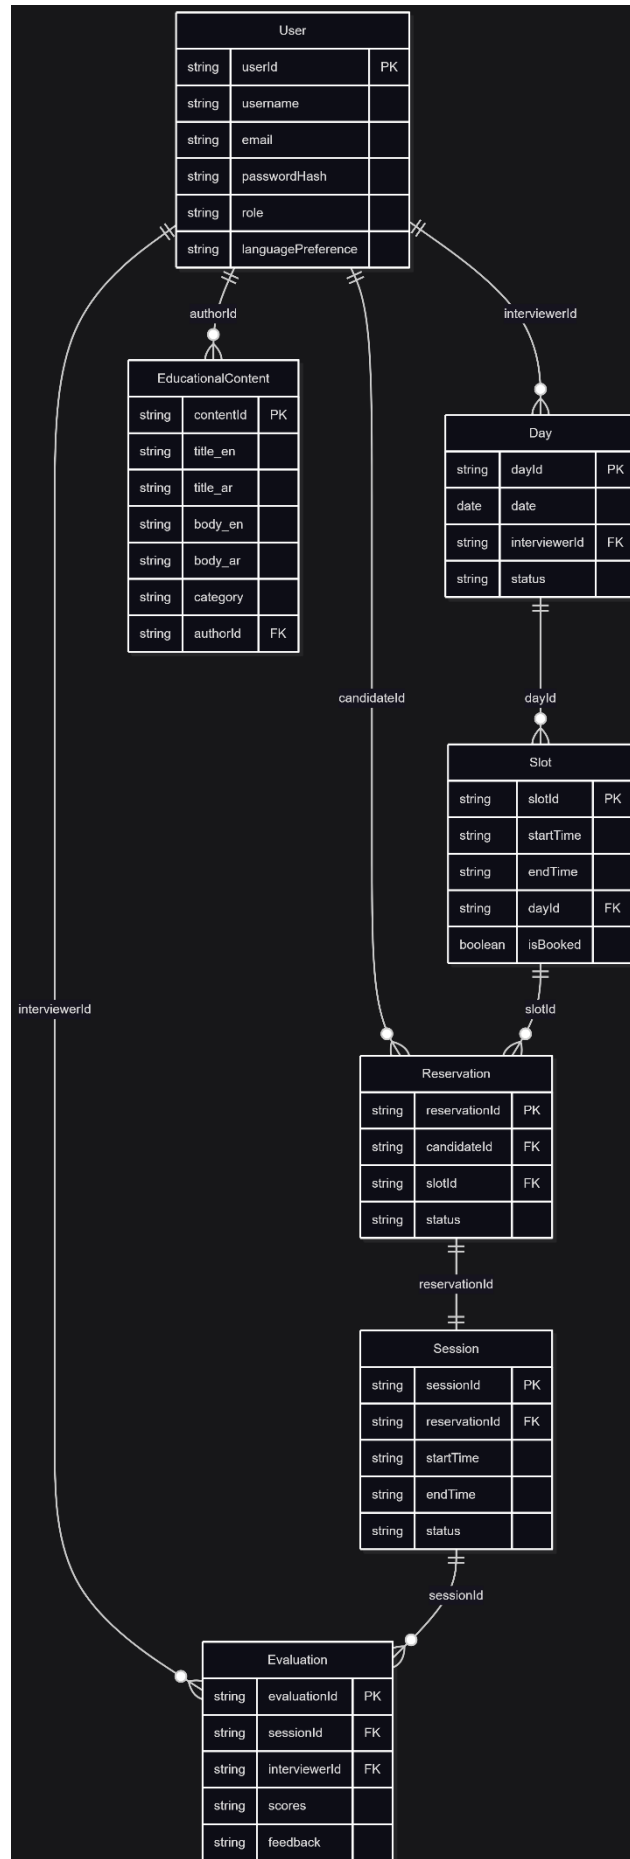 User
string userId PK
string username
string email
string passwordHash
string role
string languagePreference
authorId
interviewerId
EducationalContent
string contentId PK
string title_en
string title_ar
string body_en
string body_ar
string category
string authorId FK
Day
string dayId PK
date date
string interviewerId FK
string status
candidateId
dayId
Slot
string slotId PK
string startTime
string endTime
string dayId FK
boolean isBooked
interviewerId
slotId
Reservation
string reservationId PK
string candidateId FK
string slotId FK
string status
reservationId
Session
string sessionId PK
string reservationId FK
string startTime
string endTime
string status
sessionId
Evaluation
string evaluationId PK
string sessionId FK
string interviewerId FK
string scores
string feedback